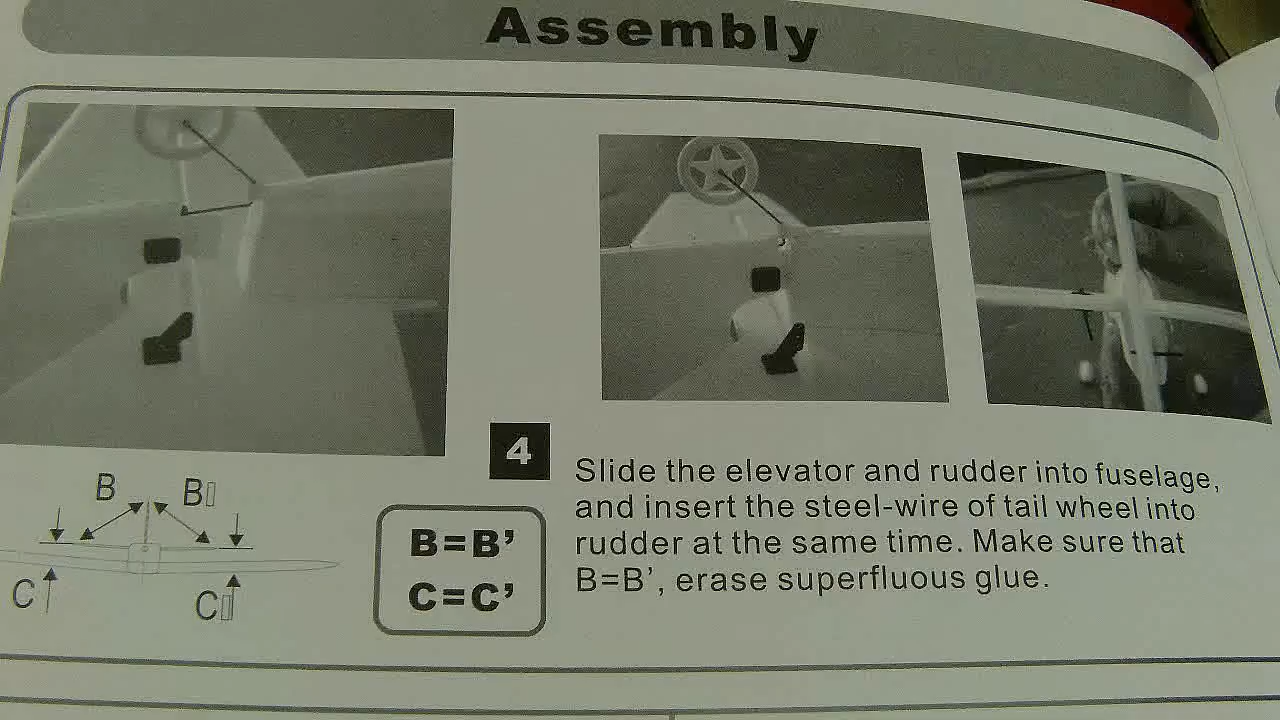 Assembly
4
Slide the elevator and rudder into fuselage,
and insert the steel-wire of tail wheel into
rudder at the same time. Make sure that
B=B’, erase superfluous glue.
B B▯
C C▯
B=B’
C=C’